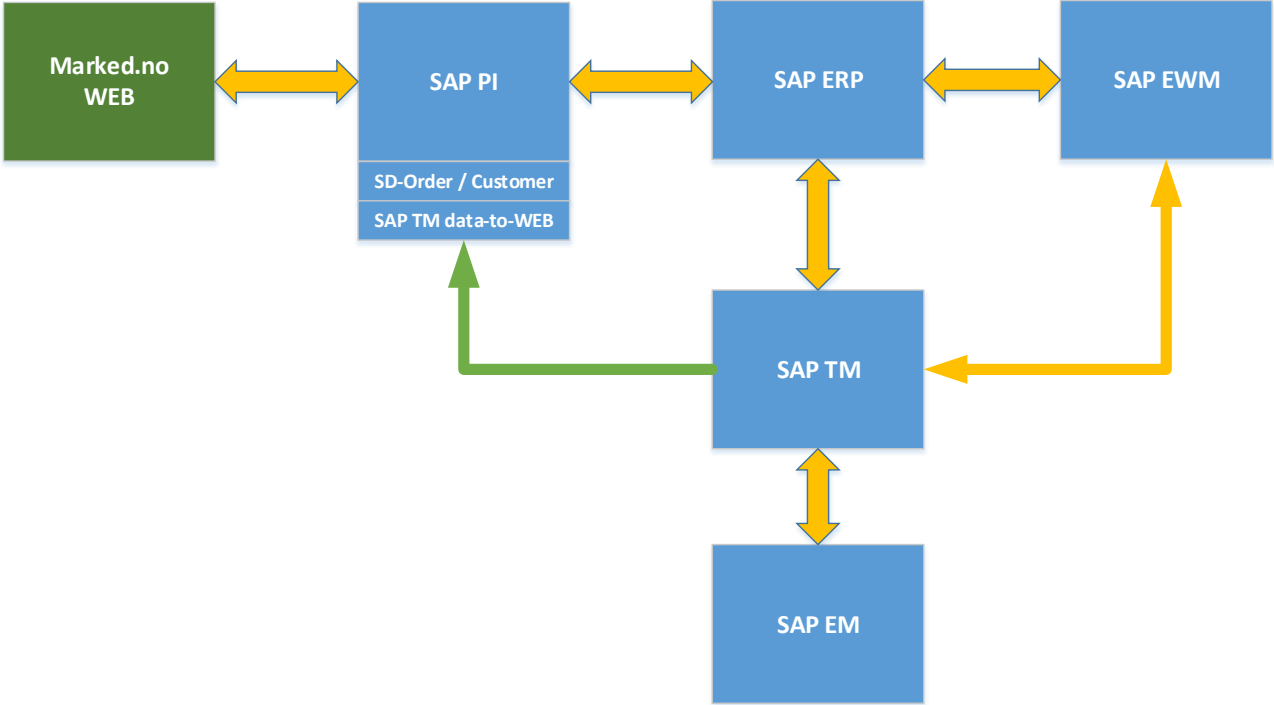 Marked.no
WEB
SAP PI
SAP ERP
SAP EWM
SD-Order / Customer
SAP TM data-to-WEB
SAP TM
SAP EM